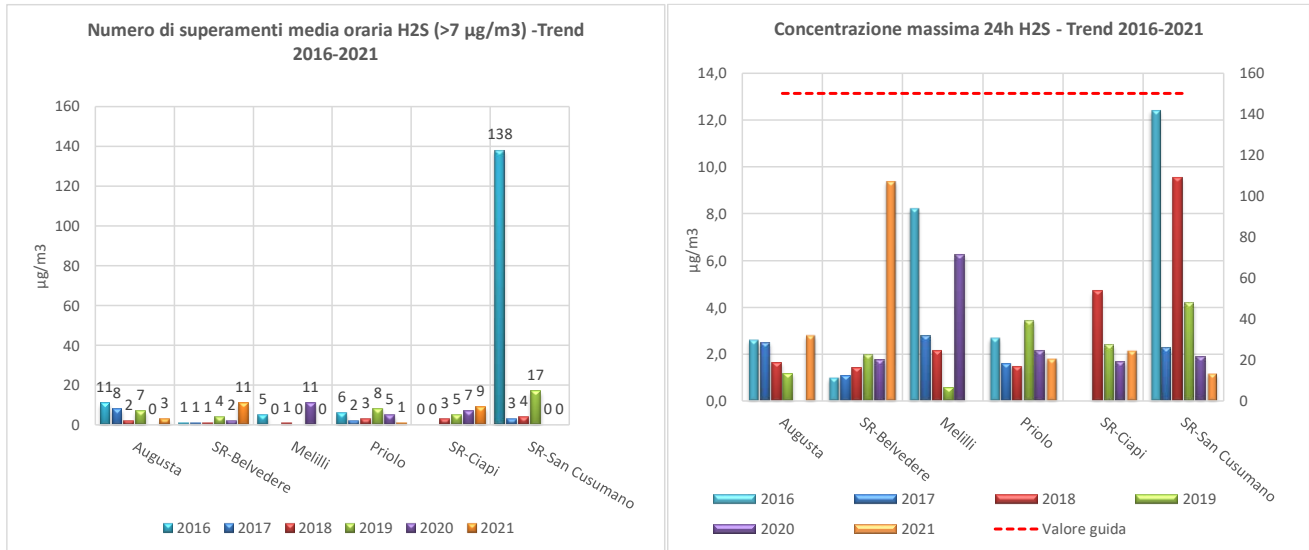 Numero di superamenti media oraria H2S (>7 µg/m3) -Trend
2016-2021
µg/m3
160
140
120
100
80
60
40
20
0
11 8 2 7 0 3
1 1 1 4 2 11
5 0 1 0 11 0
6 2 3 8 5 1
0 0 3 5 7 9
138 3 4 17 0 0
Augusta
SR-Belvedere
Melilli
Priolo
SR-Ciapi
SR-San Cusumano
2016 2017 2018 2019 2020 2021
Concentrazione massima 24h H2S - Trend 2016-2021
µg/m3
14,0
12,0
10,0
8,0
6,0
4,0
2,0
0,0
160
140
120
100
80
60
40
20
0
Augusta
SR-Belvedere
Melilli
Priolo
SR-Ciapi
SR-San Cusumano
2016 2017 2018 2019
2020 2021 Valore guida